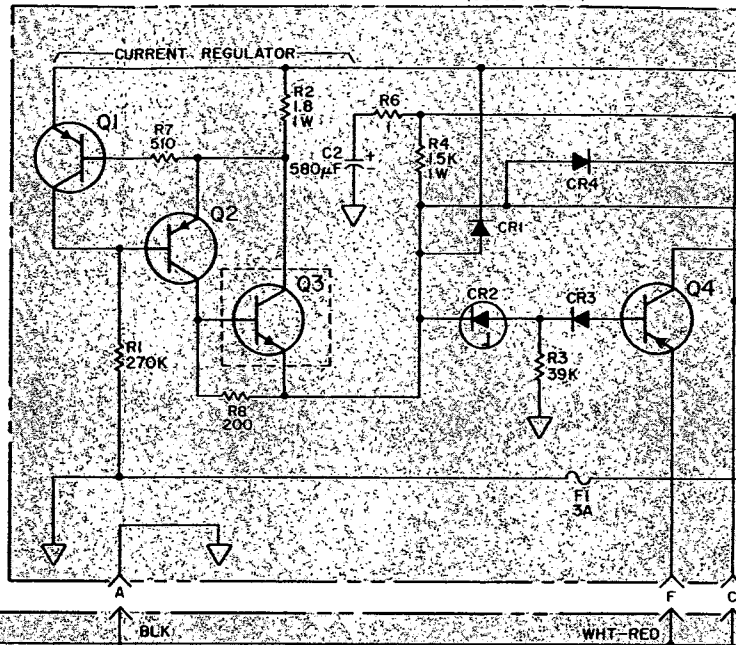 CURRENT REGULATOR
Q1
R7
510
R2
1.8
1W
R6
C2
580µF
+
-
R4
1.5K
1W
CR4
Q2
CR1
Q3
CR2
CR3
Q4
R1
270K
R3
39K
R8
200
F1
3A
A
F
C
BLK
WHT-RED